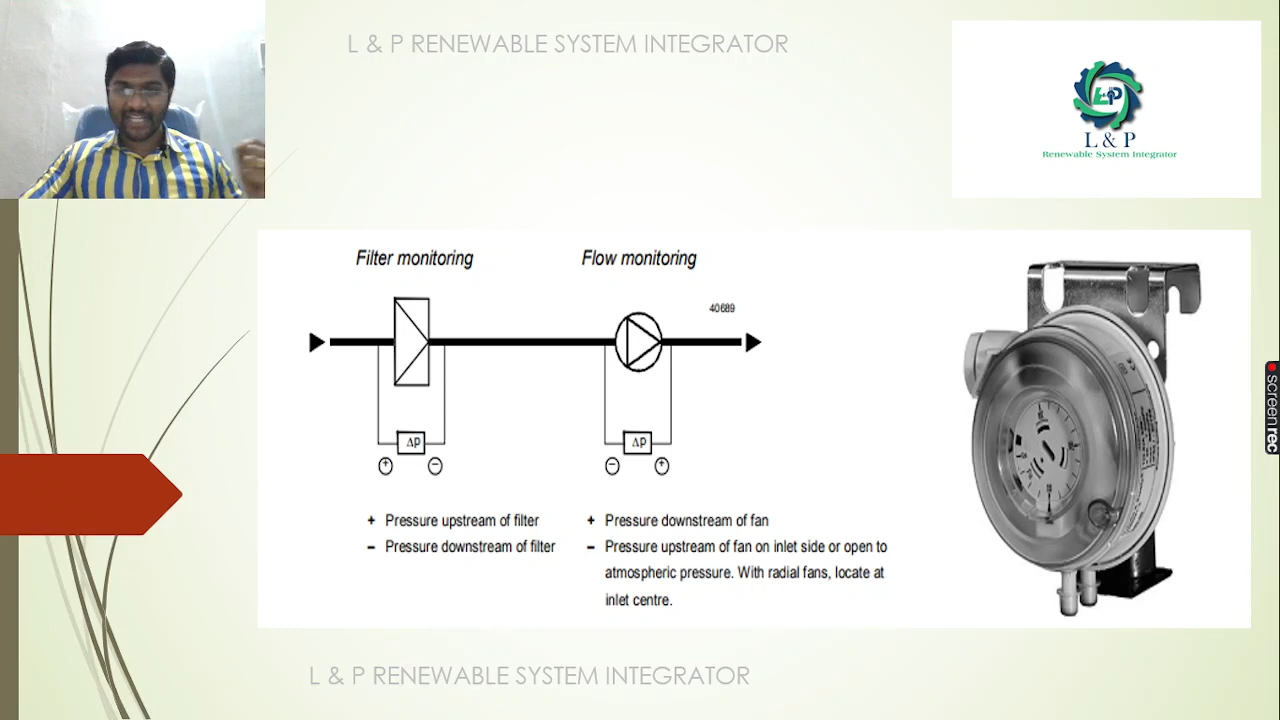 L & P RENEWABLE SYSTEM INTEGRATOR
L&P
L & P
Renewable System Integrator
Filter monitoring
Flow monitoring
40689
Δp
Δp
+ − − +
+ Pressure upstream of filter
− Pressure downstream of filter
+ Pressure downstream of fan
− Pressure upstream of fan on inlet side or open to
atmospheric pressure. With radial fans, locate at
inlet centre.
screenrec
L & P RENEWABLE SYSTEM INTEGRATOR